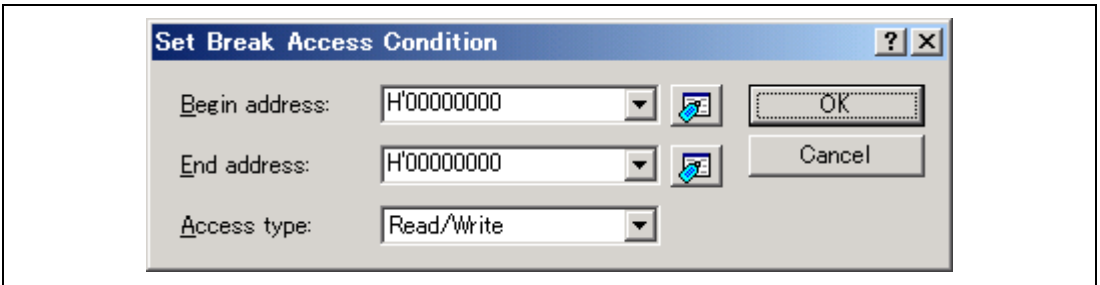 Set Break Access Condition
Begin address: H'00000000 OK
End address: H'00000000 Cancel
Access type: Read/Write